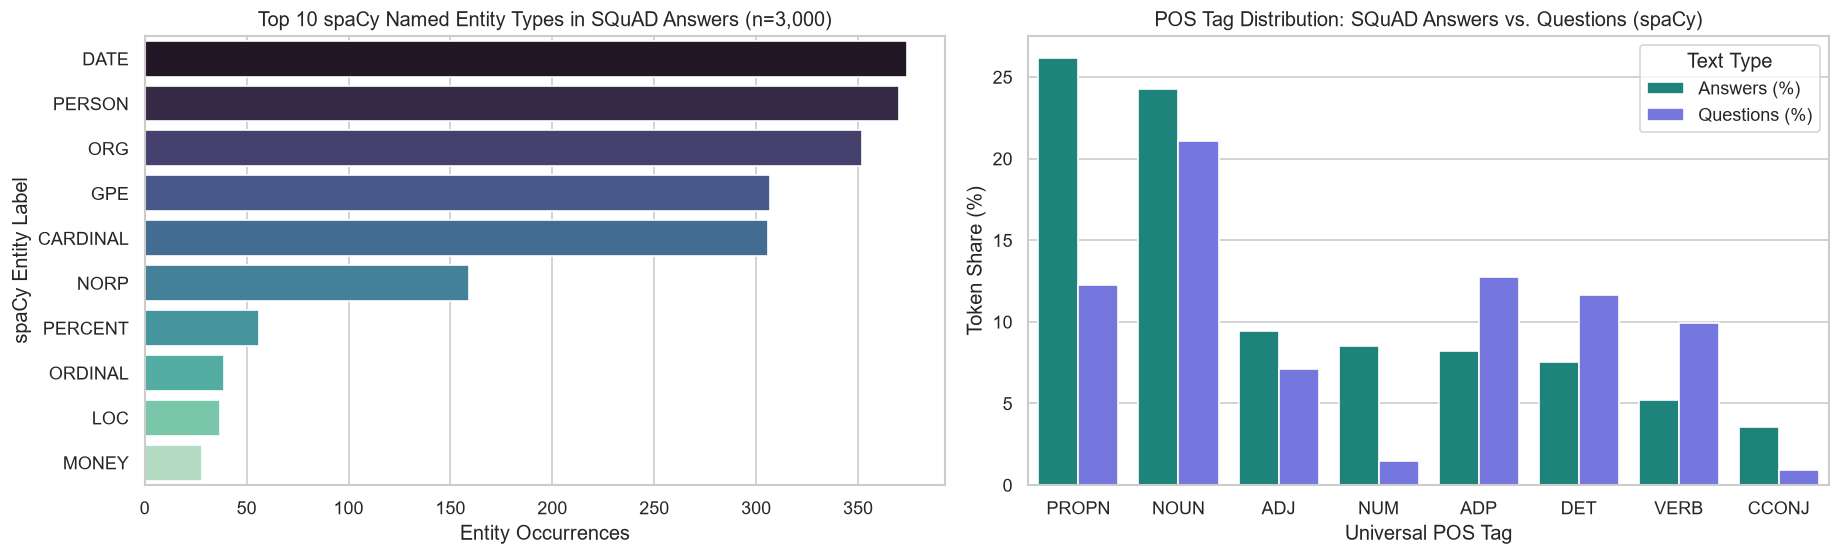 Top 10 spaCy Named Entity Types in SQuAD Answers (n=3,000)
spaCy Entity Label
DATE
PERSON
ORG
GPE
CARDINAL
NORP
PERCENT
ORDINAL
LOC
MONEY
0 50 100 150 200 250 300 350
Entity Occurrences
POS Tag Distribution: SQuAD Answers vs. Questions (spaCy)
Text Type
Answers (%)
Questions (%)
Token Share (%)
25
20
15
10
5
0
PROPN NOUN ADJ NUM ADP DET VERB CCONJ
Universal POS Tag